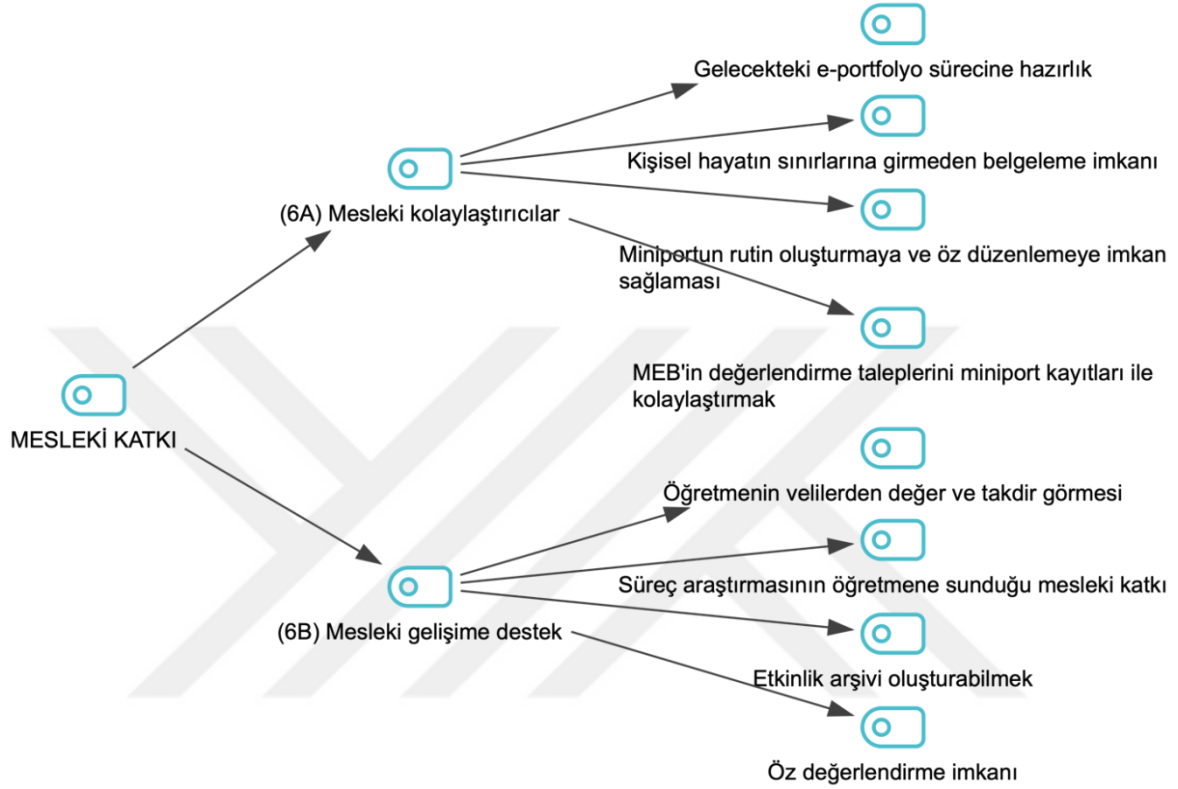 Gelecekteki e-portfolyo sürecine hazırlık
Kişisel hayatın sınırlarına girmeden belgeleme imkanı
(6A) Mesleki kolaylaştırıcılar
Miniportun rutin oluşturmaya ve öz düzenlemeye imkan
sağlaması
MEB'in değerlendirme taleplerini miniport kayıtları ile
kolaylaştırmak
MESLEKİ KATKI
Öğretmenin velilerden değer ve takdir görmesi
Süreç araştırmasının öğretmene sunduğu mesleki katkı
(6B) Mesleki gelişime destek
Etkinlik arşivi oluşturabilmek
Öz değerlendirme imkanı